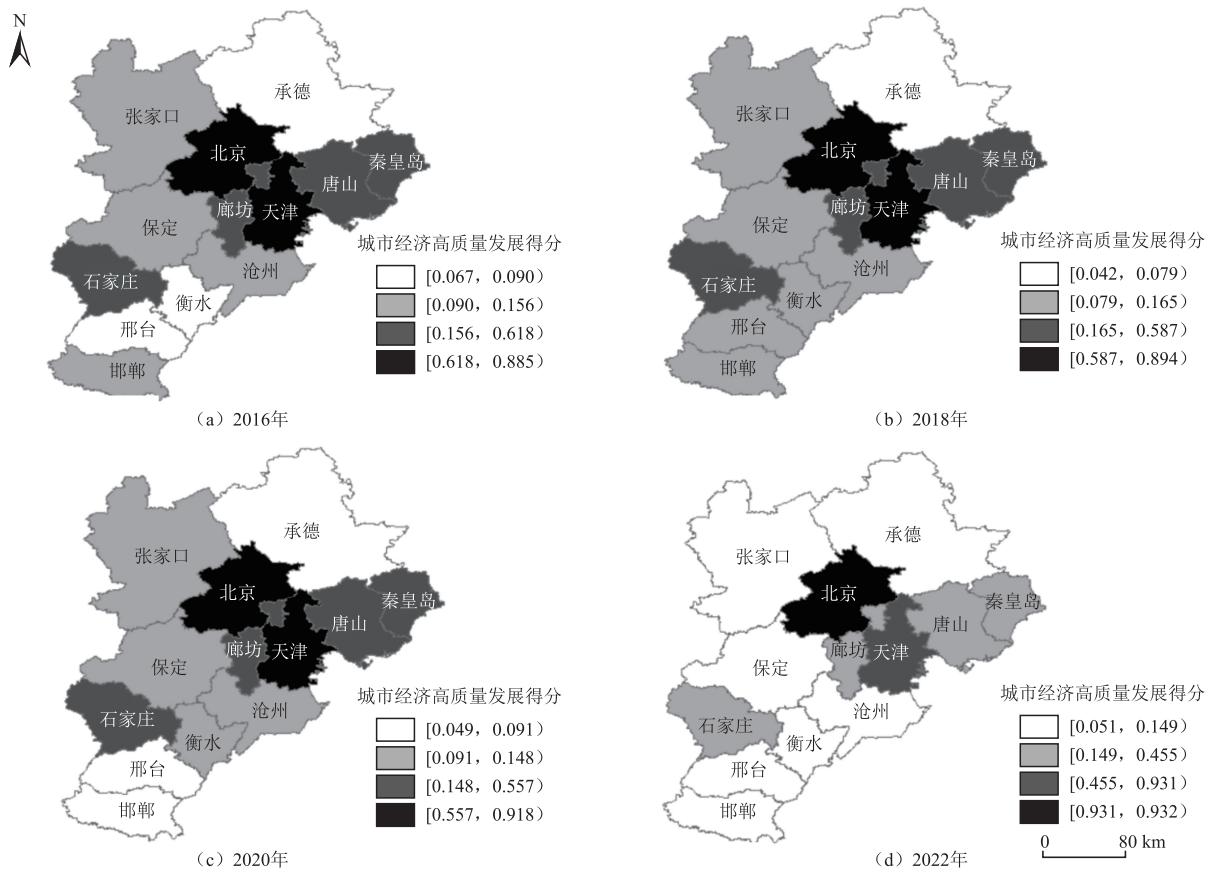 N
承德
张家口
北京
秦皇岛
唐山
廊坊
天津
保定
沧州
石家庄
衡水
邢台
邯郸
城市经济高质量发展得分
[0.067，0.090）
[0.090，0.156）
[0.156，0.618）
[0.618，0.885）
（a）2016年
承德
张家口
北京
秦皇岛
唐山
廊坊
天津
保定
沧州
石家庄
衡水
邢台
邯郸
城市经济高质量发展得分
[0.042，0.079）
[0.079，0.165）
[0.165，0.587）
[0.587，0.894）
（b）2018年
承德
张家口
北京
秦皇岛
唐山
廊坊
天津
保定
沧州
石家庄
衡水
邢台
邯郸
城市经济高质量发展得分
[0.049，0.091）
[0.091，0.148）
[0.148，0.557）
[0.557，0.918）
（c）2020年
承德
张家口
北京
秦皇岛
唐山
廊坊
天津
保定
沧州
石家庄
衡水
邢台
邯郸
城市经济高质量发展得分
[0.051，0.149）
[0.149，0.455）
[0.455，0.931）
[0.931，0.932）
0 80 km
（d）2022年